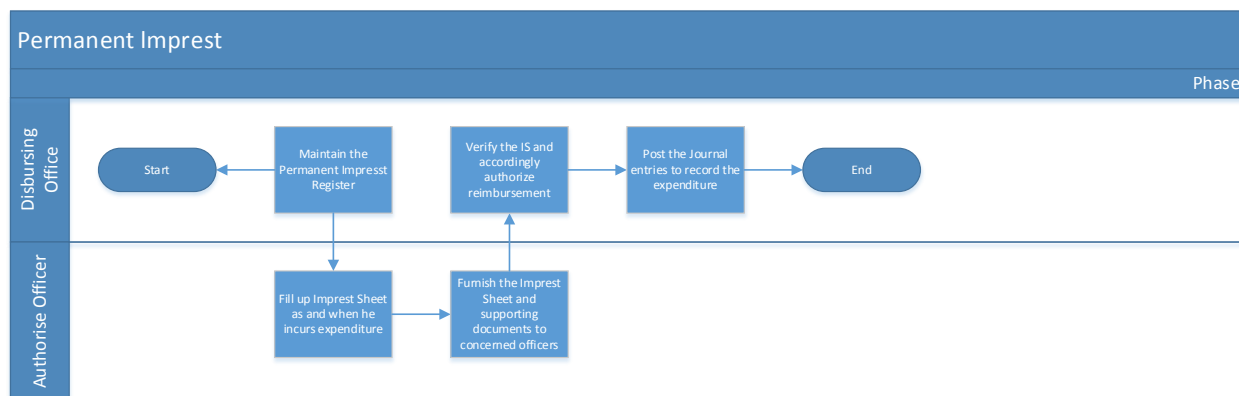 Permanent Imprest
Phase
Disbursing
Office
Start
Maintain the
Permanent Impresst
Register
Verify the IS and
accordingly
authorize
reimbursement
Post the Journal
entries to record the
expenditure
End
Authorise Officer
Fill up Imprest Sheet
as and when he
incurs expenditure
Furnish the Imprest
Sheet and
supporting
documents to
concerned officers